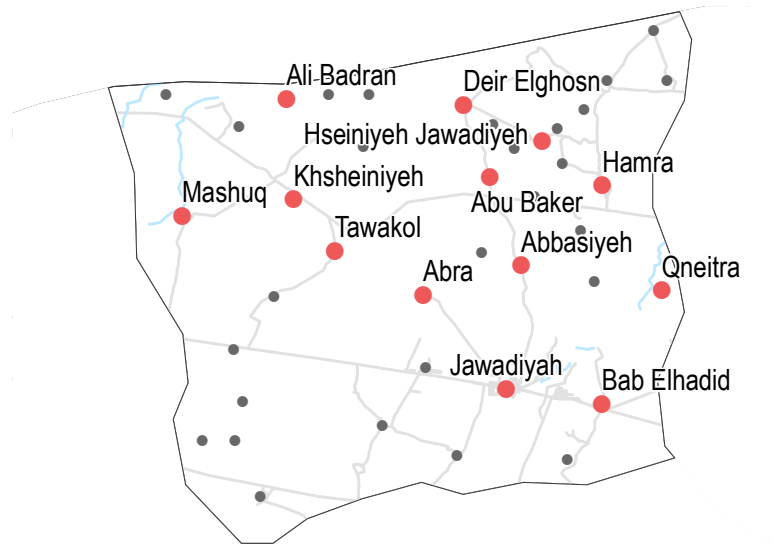 Ali Badran
Deir Elghosn
Hseiniyeh Jawadiyeh
Hamra
Khsheiniyeh
Mashuq
Abu Baker
Tawakol
Abbasiyeh
Qneitra
Abra
Jawadiyah
Bab Elhadid